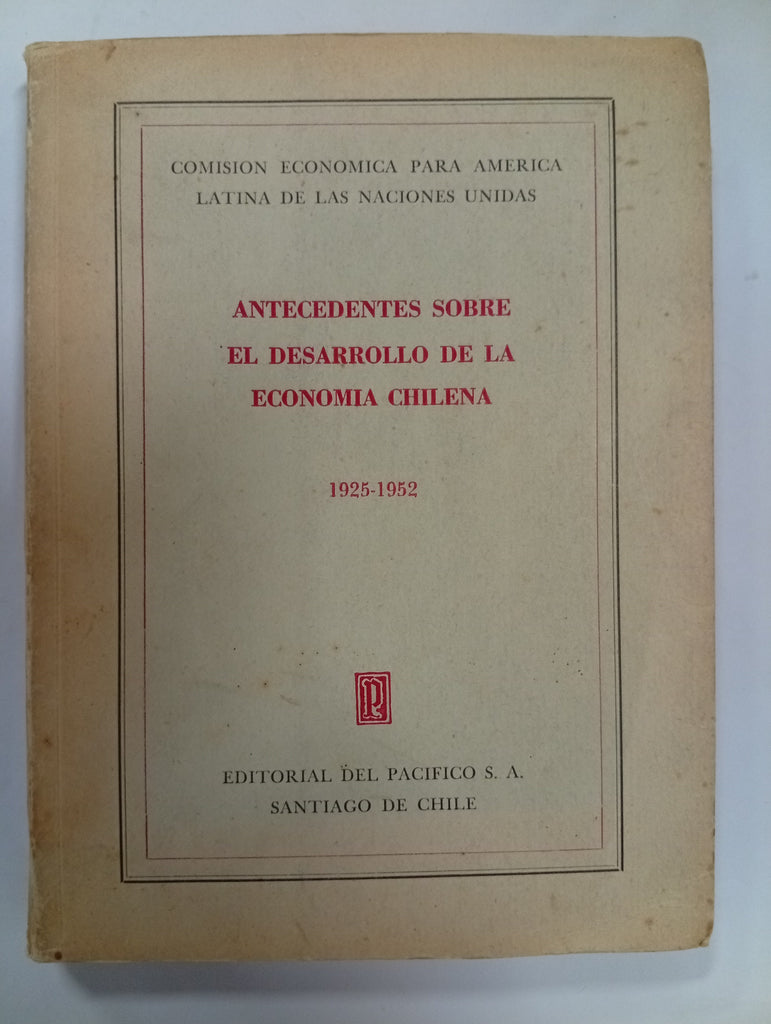 COMISION ECONOMICA PARA AMERICA
LATINA DE LAS NACIONES UNIDAS
ANTECEDENTES SOBRE
EL DESARROLLO DE LA
ECONOMIA CHILENA
1925-1952
P
EDITORIAL DEL PACIFICO S. A.
SANTIAGO DE CHILE